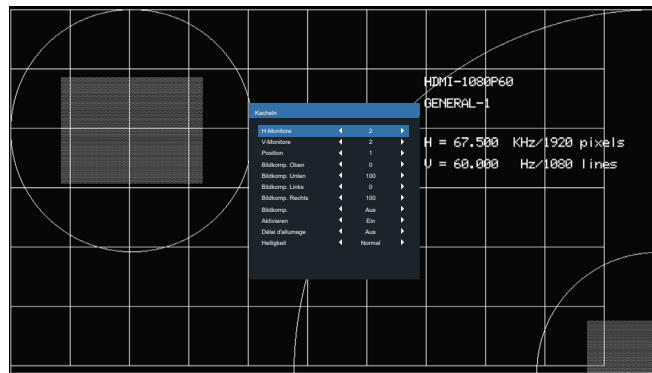 HDMI-1080P60
GENERAL-1
H = 67.500 KHz/1920 pixels
V = 60.000 Hz/1080 lines
Kacheln
H-Monitore 2
V-Monitore 2
Position 1
Bildkomp. Oben 0
Bildkomp. Unten 100
Bildkomp. Links 0
Bildkomp. Rechts 100
Bildkomp. Aus
Aktivieren Ein
Délai d'allumage Aus
Helligkeit Normal